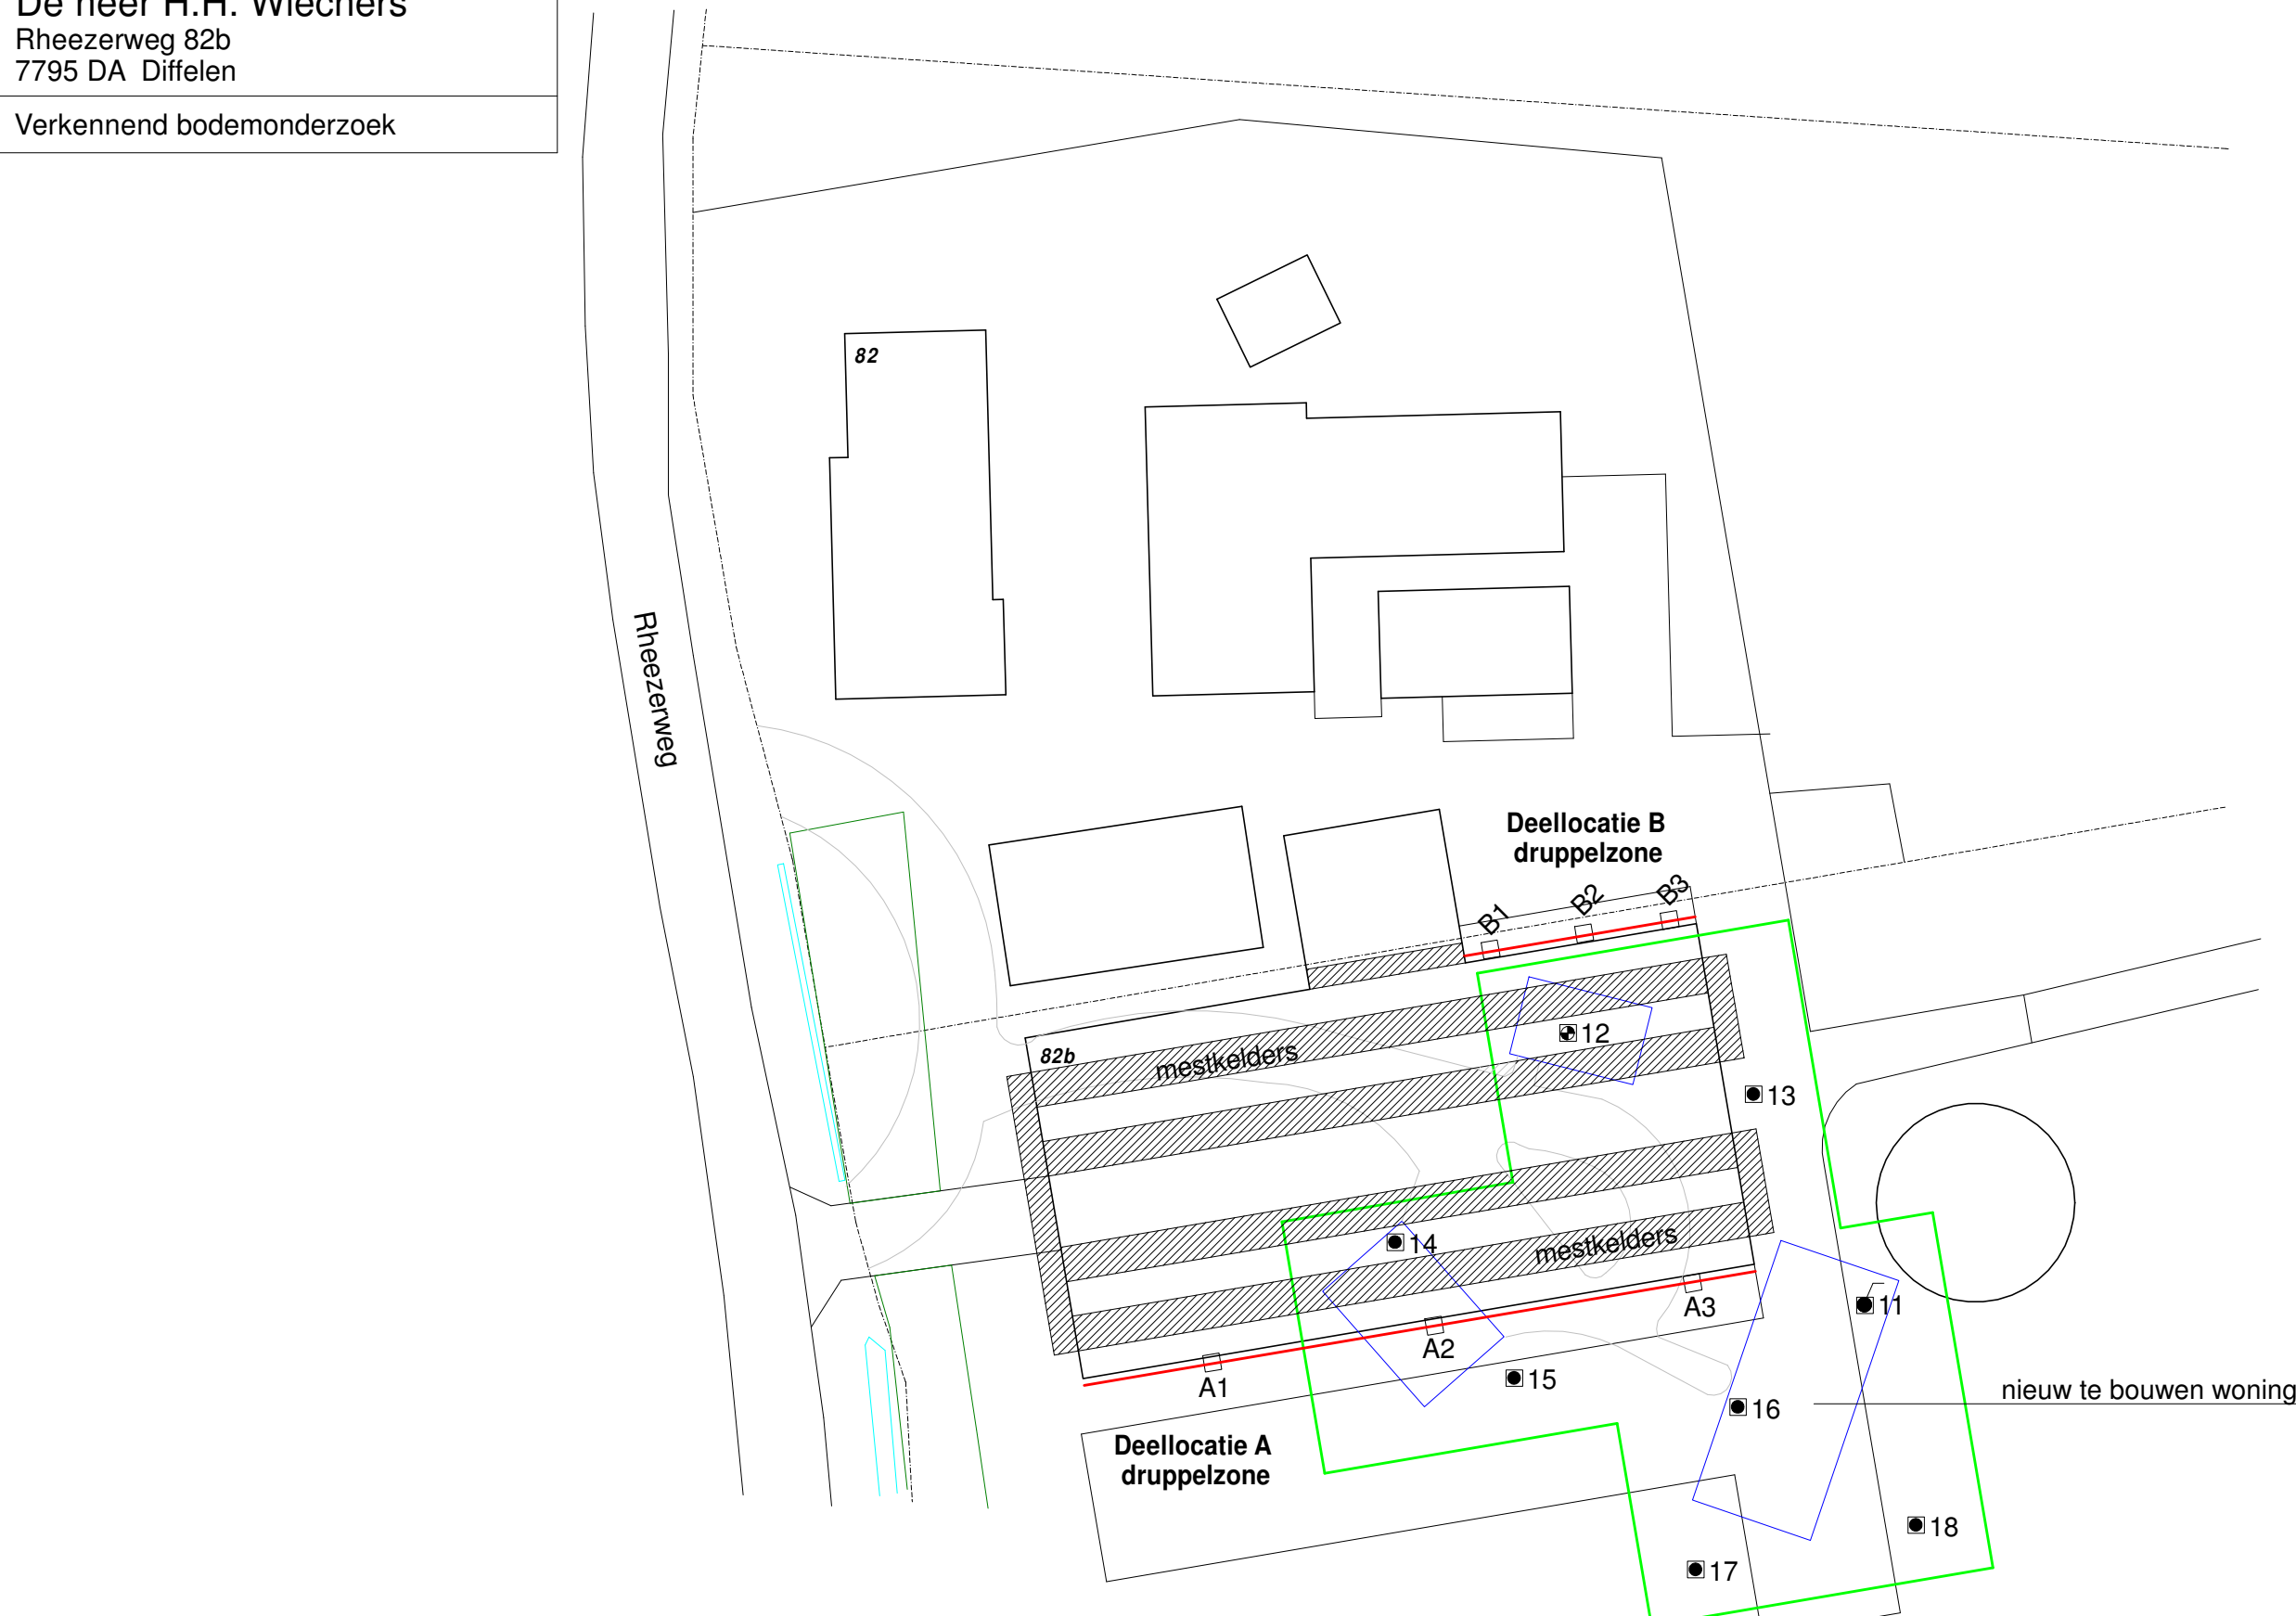 De heer H.H. Wiechers
Rheezerweg 82b
7795 DA Diffelen
Verkennend bodemonderzoek
82
Rheezerweg
Deellocatie B
druppelzone
B1
B2
B3
82b
mestkelders
12
13
14
mestkelders
A3
11
A2
A1
15
nieuw te bouwen woning
16
Deellocatie A
druppelzone
18
17